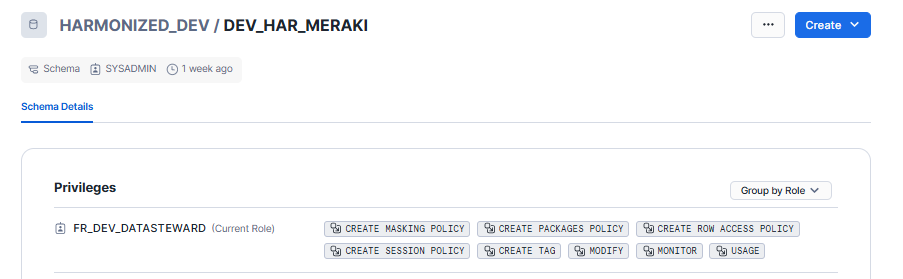 HARMONIZED_DEV / DEV_HAR_MERAKI
... Create
Schema SYSADMIN 1 week ago
Schema Details
Privileges
Group by Role
FR_DEV_DATASTEWARD (Current Role)
CREATE MASKING POLICY CREATE PACKAGES POLICY CREATE ROW ACCESS POLICY
CREATE SESSION POLICY CREATE TAG MODIFY MONITOR USAGE